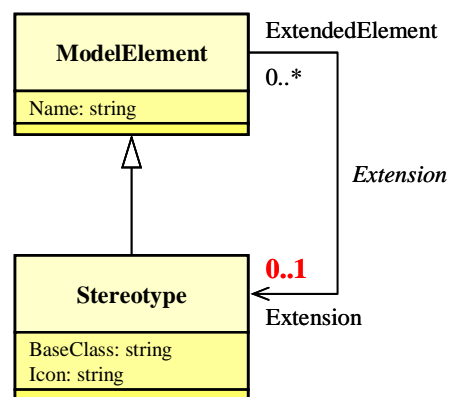 ExtendedElement
ModelElement
0..*
Name: string
Extension
0..1
Stereotype
Extension
BaseClass: string
Icon: string